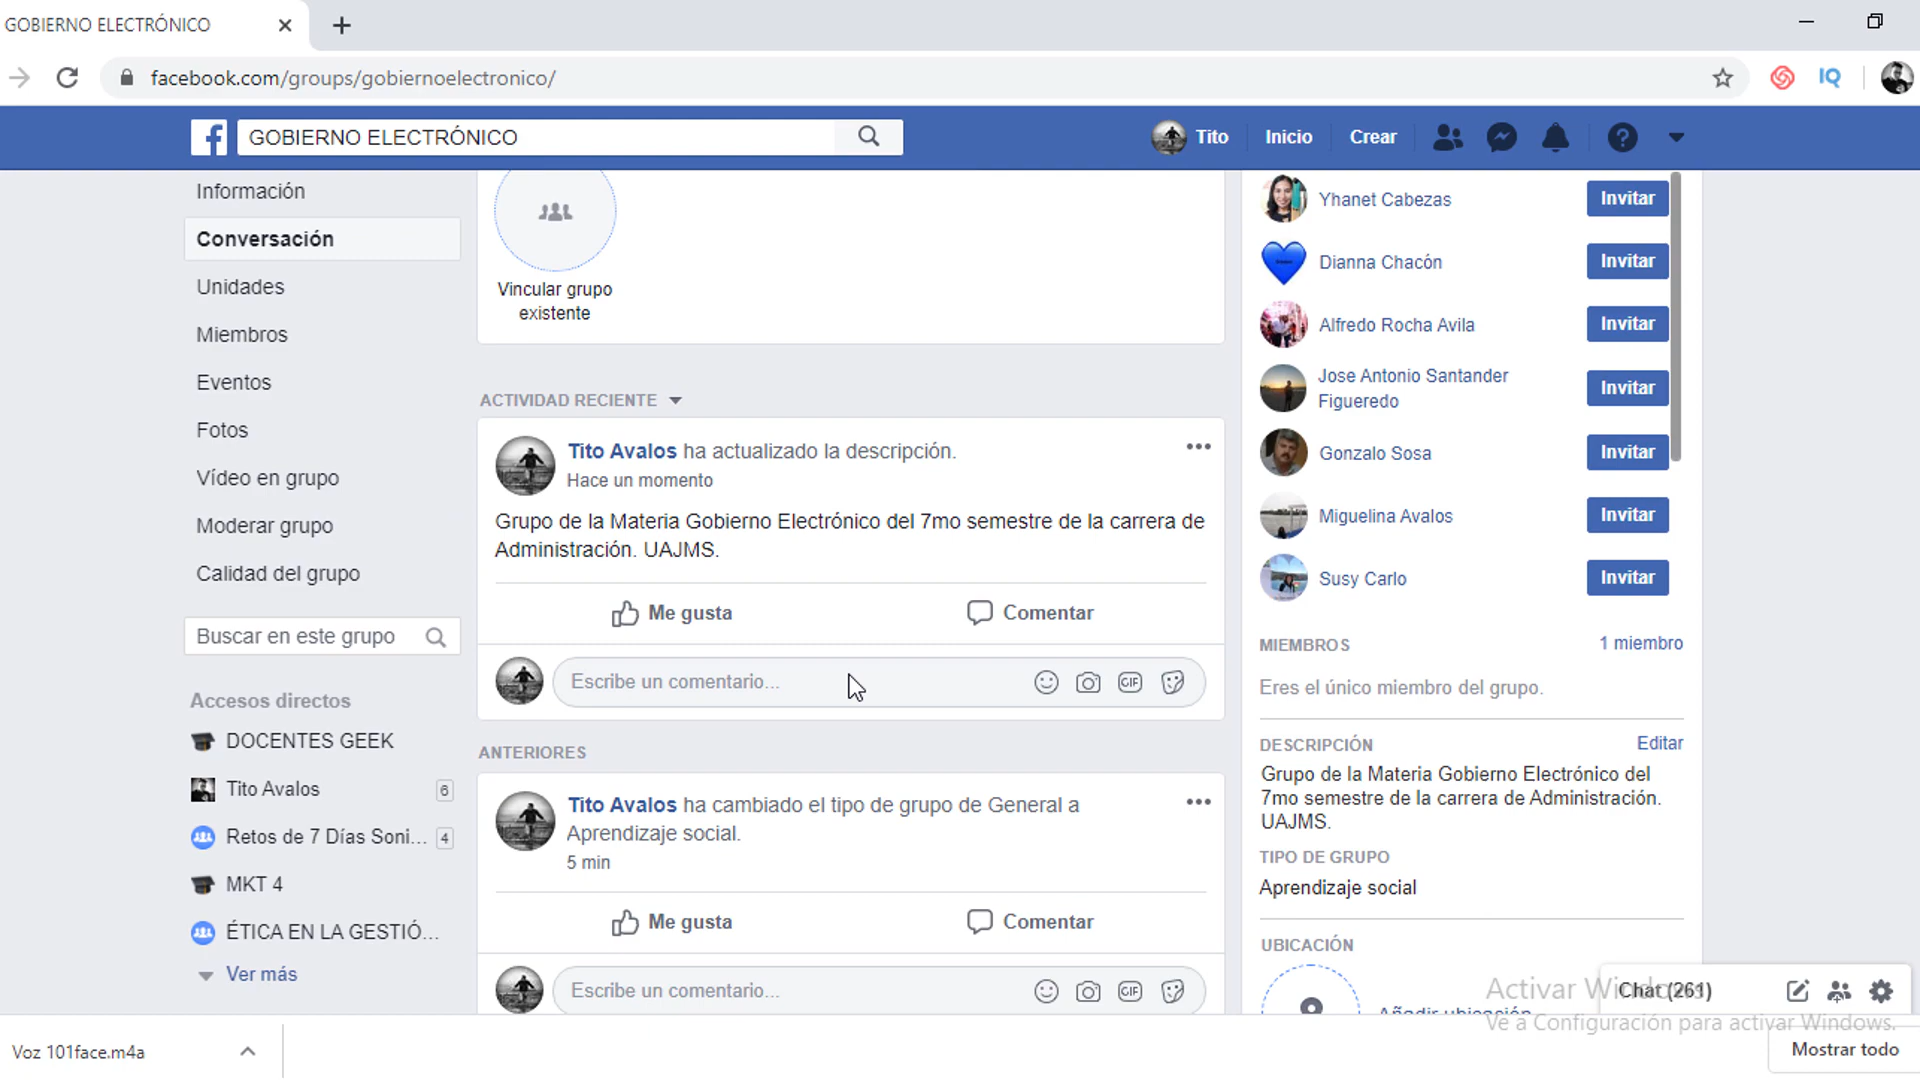 GOBIERNO ELECTRÓNICO
facebook.com/groups/gobiernoelectronico/
IQ
GOBIERNO ELECTRÓNICO
Tito
Inicio
Crear
Información
Conversación
Unidades
Miembros
Eventos
Fotos
Vídeo en grupo
Moderar grupo
Calidad del grupo
Buscar en este grupo
Accesos directos
DOCENTES GEEK
Tito Avalos 6
Retos de 7 Días Soni... 4
MKT 4
ÉTICA EN LA GESTIÓ...
Ver más
Vincular grupo
existente
ACTIVIDAD RECIENTE
Tito Avalos ha actualizado la descripción.
Hace un momento
Grupo de la Materia Gobierno Electrónico del 7mo semestre de la carrera de
Administración. UAJMS.
Me gusta
Comentar
Escribe un comentario...
GIF
ANTERIORES
Tito Avalos ha cambiado el tipo de grupo de General a
Aprendizaje social.
5 min
Me gusta
Comentar
Escribe un comentario...
GIF
Yhanet Cabezas Invitar
Dianna Chacón Invitar
Alfredo Rocha Avila Invitar
Jose Antonio Santander
Figueredo
Invitar
Gonzalo Sosa Invitar
Miguelina Avalos Invitar
Susy Carlo Invitar
MIEMBROS 1 miembro
Eres el único miembro del grupo.
DESCRIPCIÓN Editar
Grupo de la Materia Gobierno Electrónico del
7mo semestre de la carrera de Administración.
UAJMS.
TIPO DE GRUPO
Aprendizaje social
UBICACIÓN
Añadir ubicación
Chat (261)
Activar Windows
Ve a Configuración para activar Windows.
Voz 101face.m4a
Mostrar todo